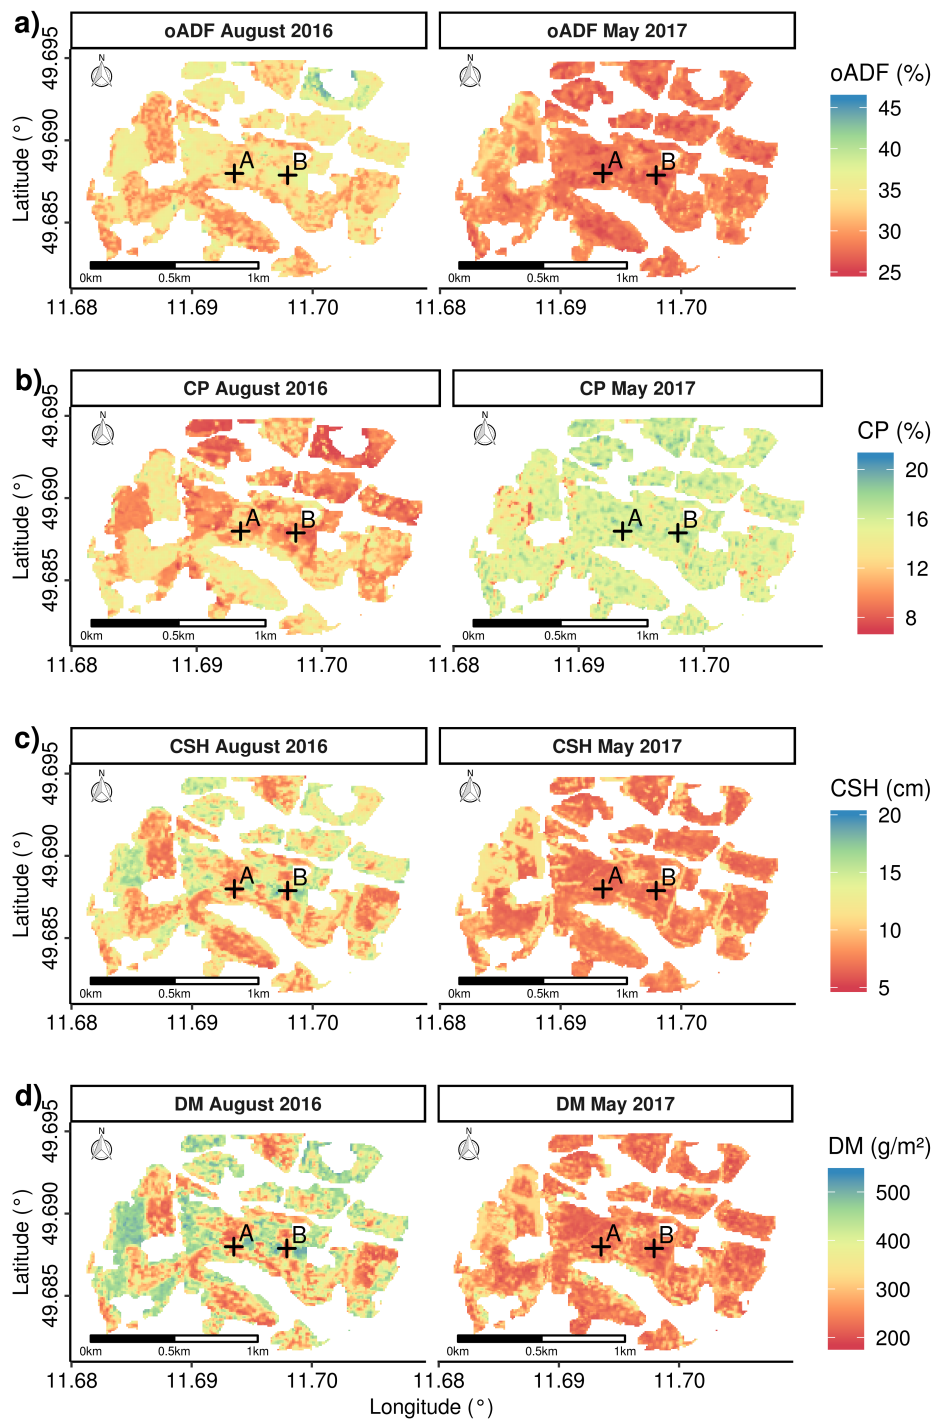 a)
oADF August 2016
oADF May 2017
N
N
A
B
A
B
0km 0.5km 1km
0km 0.5km 1km
49.695
49.690
49.685
Latitude (°)
11.68 11.69 11.70
11.68 11.69 11.70
oADF (%)
45
40
35
30
25
b)
CP August 2016
CP May 2017
N
N
A
B
A
B
0km 0.5km 1km
0km 0.5km 1km
49.695
49.690
49.685
Latitude (°)
11.68 11.69 11.70
11.68 11.69 11.70
CP (%)
20
16
12
8
c)
CSH August 2016
CSH May 2017
N
N
A
B
A
B
0km 0.5km 1km
0km 0.5km 1km
49.695
49.690
49.685
Latitude (°)
11.68 11.69 11.70
11.68 11.69 11.70
CSH (cm)
20
15
10
5
d)
DM August 2016
DM May 2017
N
N
A
B
A
B
0km 0.5km 1km
0km 0.5km 1km
49.695
49.690
49.685
Latitude (°)
11.68 11.69 11.70
11.68 11.69 11.70
DM (g/m²)
500
400
300
200
Longitude (°)